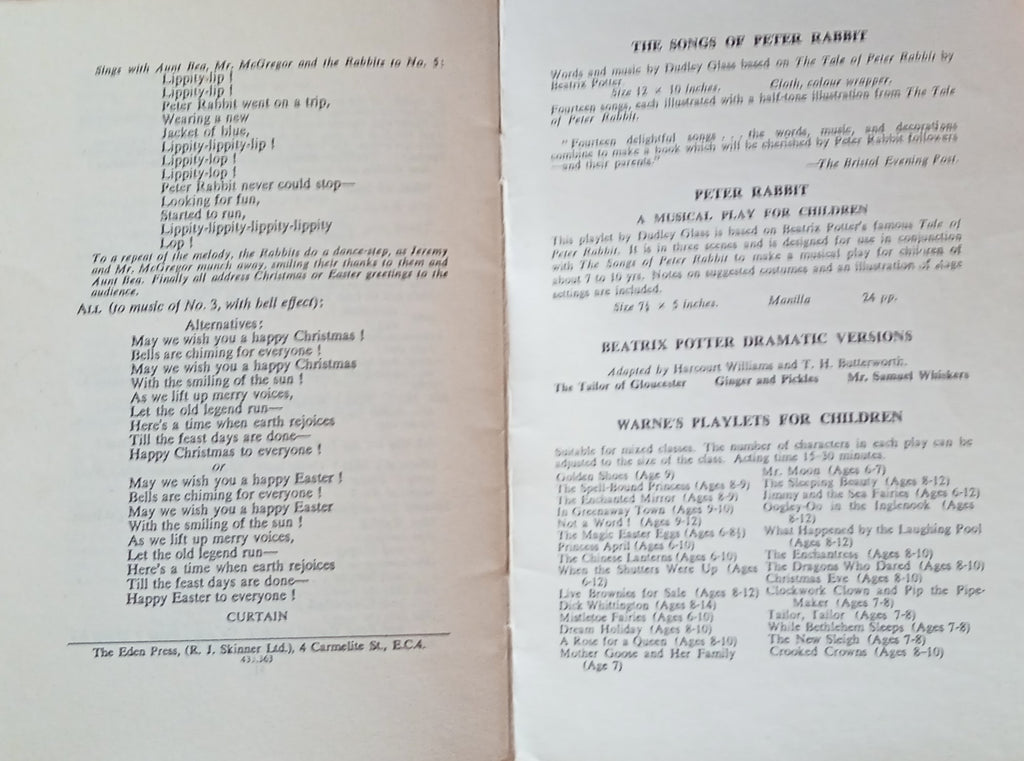 Sings with Aunt Bea, Mr. McGregor and the Rabbits to No. 5:
Lippity-lip !
Lippity-lip !
Peter Rabbit went on a trip,
Wearing a new
Jacket of blue,
Lippity-lippity-lip !
Lippity-lop !
Lippity-lop !
Peter Rabbit never could stop—
Looking for fun,
Started to run,
Lippity-lippity-lippity-lippity
Lop !
To a repeat of the melody, the Rabbits do a dance-step, as Jeremy
and Mr. McGregor munch away, smiling their thanks to them and
Aunt Bea. Finally all address Christmas or Easter greetings to the
audience.
ALL (to music of No. 3, with bell effect):
Alternatives:
May we wish you a happy Christmas !
Bells are chiming for everyone !
May we wish you a happy Christmas
With the smiling of the sun !
As we lift up merry voices,
Let the old legend run—
Here's a time when earth rejoices
Till the feast days are done—
Happy Christmas to everyone !
or
May we wish you a happy Easter !
Bells are chiming for everyone !
May we wish you a happy Easter
With the smiling of the sun !
As we lift up merry voices,
Let the old legend run—
Here's a time when earth rejoices
Till the feast days are done—
Happy Easter to everyone !
CURTAIN
The Eden Press, (R. J. Skinner Ltd.), 4 Carmelite St., E.C.4.
THE SONGS OF PETER RABBIT
Words and music by Dudley Glass based on The Tale of Peter Rabbit by
Beatrix Potter.
Size 12 × 10 inches. Cloth, colour wrapper.
Fourteen songs, each illustrated with a half-tone illustration from The Tale
of Peter Rabbit.
"Fourteen delightful songs . . . the words, music, and decorations
combine to make a book which will be cherished by Peter Rabbit followers
—and their parents."
—The Bristol Evening Post.
PETER RABBIT
A MUSICAL PLAY FOR CHILDREN
This playlet by Dudley Glass is based on Beatrix Potter's famous Tale of
Peter Rabbit. It is in three scenes and is designed for use in conjunction
with The Songs of Peter Rabbit to make a musical play for children of
about 7 to 10 yrs. Notes on suggested costumes and an illustration of stage
settings are included.
Size 7½ × 5 inches. Manilla 24 pp.
BEATRIX POTTER DRAMATIC VERSIONS
Adapted by Harcourt Williams and T. H. Butterworth.
The Tailor of Gloucester Ginger and Pickles Mr. Samuel Whiskers
WARNE'S PLAYLETS FOR CHILDREN
Suitable for mixed classes. The number of characters in each play can be
adjusted to the size of the class. Acting time 15–30 minutes.
Golden Shoes (Age 9)
The Spell-Bound Princess (Ages 8-9)
The Enchanted Mirror (Ages 8-9)
In Greenaway Town (Ages 9-10)
Not a Word ! (Ages 9-12)
The Magic Easter Eggs (Ages 6-8½)
Princess April (Ages 6-10)
The Chinese Lanterns (Ages 6-10)
When the Shutters Were Up (Ages
6-12)
Live Brownies for Sale (Ages 8-12)
Dick Whittington (Ages 8-14)
Mistletoe Fairies (Ages 6-10)
Dream Holiday (Ages 8-10)
A Rose for a Queen (Ages 8-10)
Mother Goose and Her Family
(Age 7)
Mr. Moon (Ages 6-7)
The Sleeping Beauty (Ages 8-12)
Jimmy and the Sea Fairies (Ages 6-12)
Oogley-Oo in the Inglenook (Ages
8-12)
What Happened by the Laughing Pool
(Ages 8-12)
The Enchantress (Ages 8-10)
The Dragons Who Dared (Ages 8-10)
Christmas Eve (Ages 8-10)
Clockwork Clown and Pip the Pipe-
Maker (Ages 7-8)
Tailor, Tailor (Ages 7-8)
While Bethlehem Sleeps (Ages 7-8)
The New Sleigh (Ages 7-8)
Crooked Crowns (Ages 8-10)